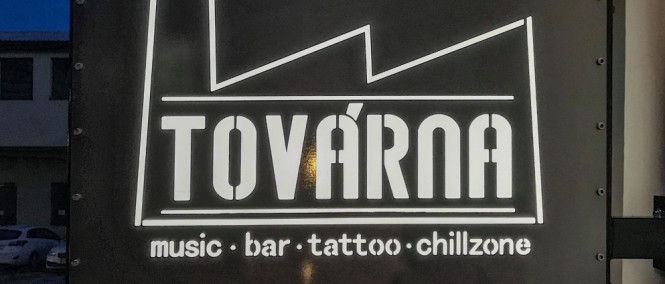 TOVÁRNA
music · bar · tattoo · chillzone